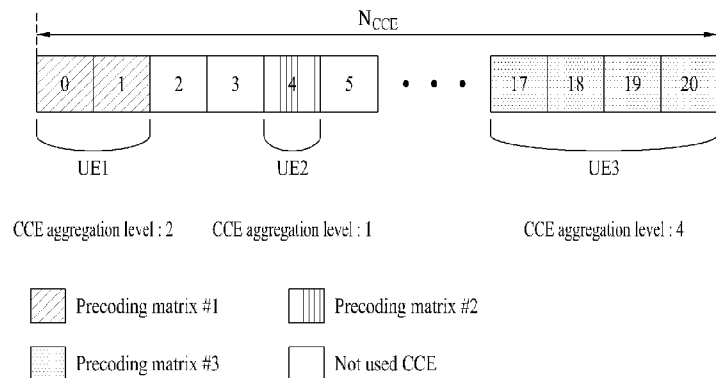 N_CCE
0 1 2 3 4 5 • • • 17 18 19 20
UE1 UE2 UE3
CCE aggregation level : 2 CCE aggregation level : 1 CCE aggregation level : 4
Precoding matrix #1 Precoding matrix #2
Precoding matrix #3 Not used CCE